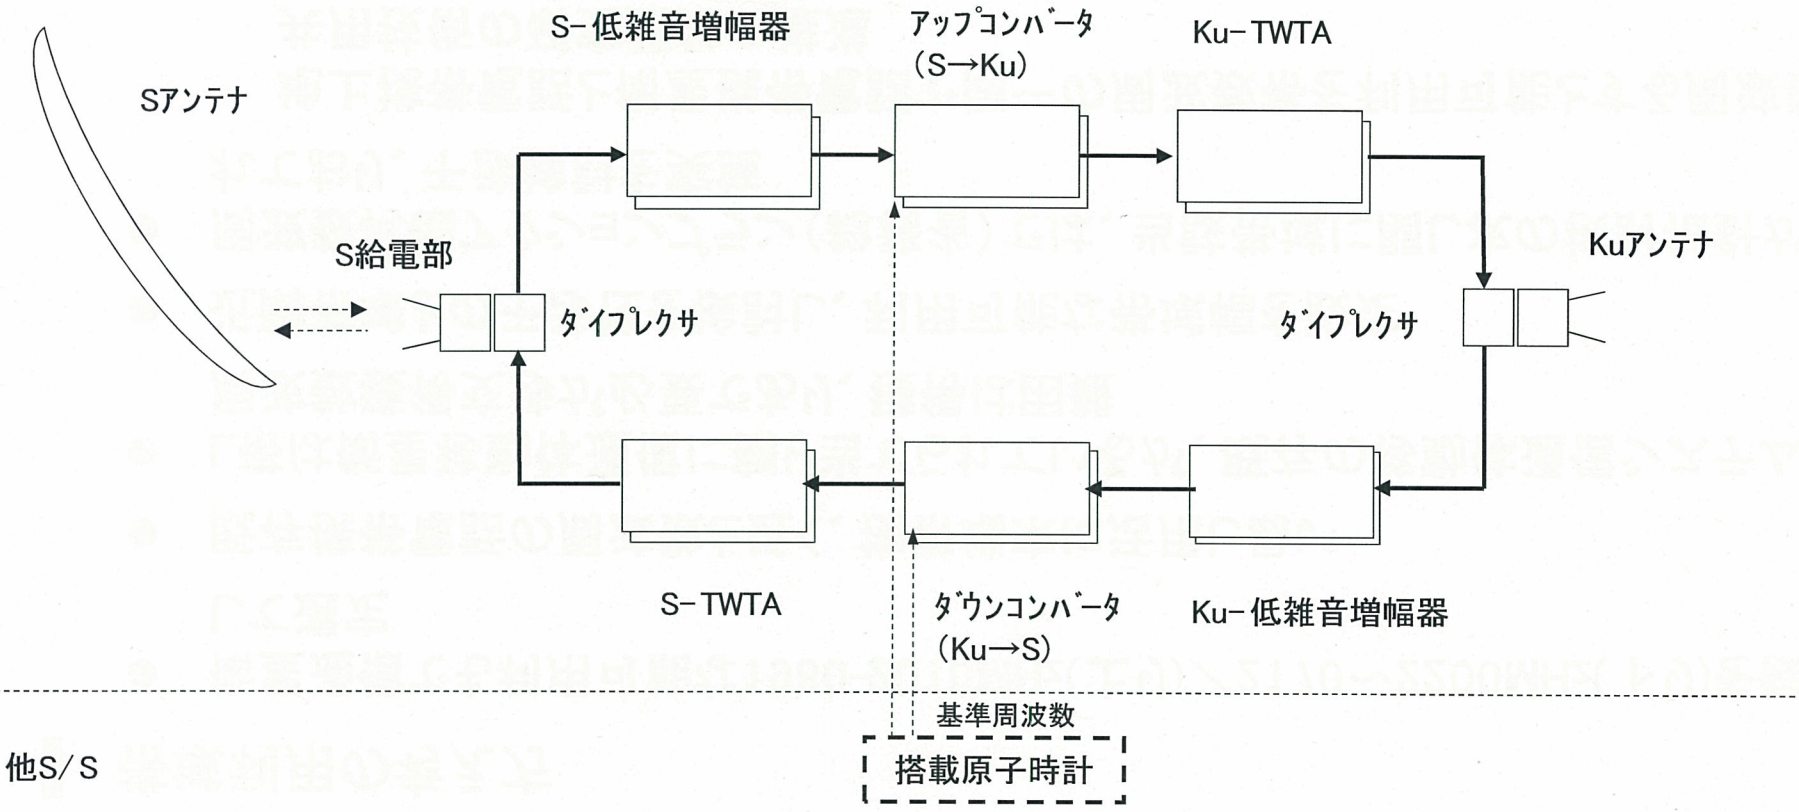 S-低雑音増幅器
アップコンバータ
(S→Ku)
Ku-TWTA
Sアンテナ
S給電部
ダイプレクサ
Kuアンテナ
ダイプレクサ
S-TWTA
ダウンコンバータ
(Ku→S)
Ku-低雑音増幅器
基準周波数
他S/S
搭載原子時計